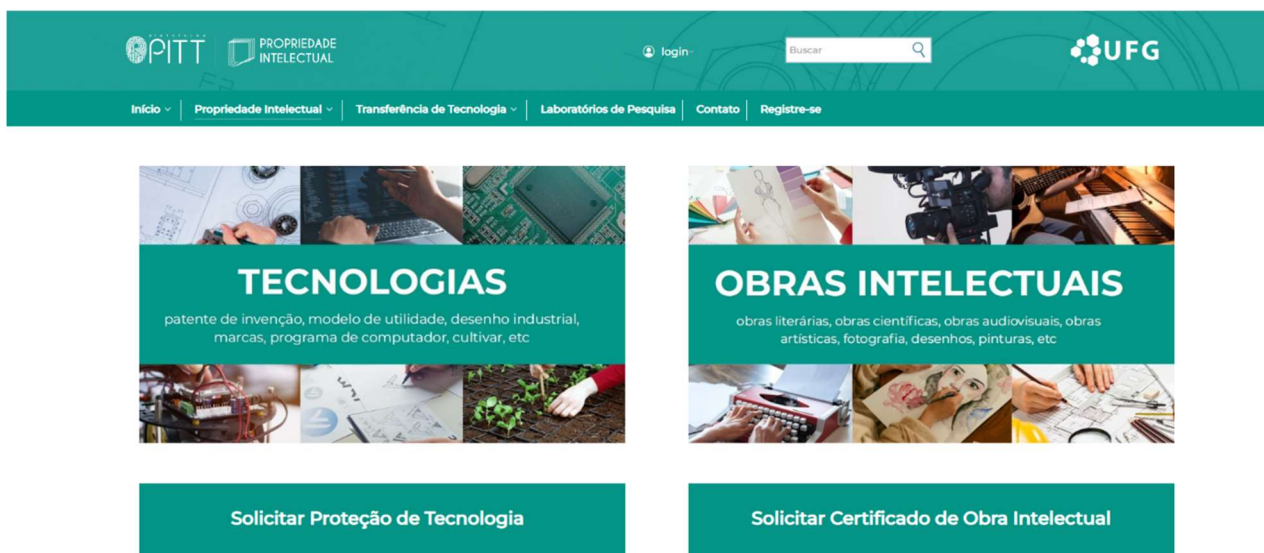 PLATAFORMA
PITT
PROPRIEDADE
INTELECTUAL
login
Buscar
UFG
Início
Propriedade Intelectual
Transferência de Tecnologia
Laboratórios de Pesquisa
Contato
Registre-se
TECNOLOGIAS
patente de invenção, modelo de utilidade, desenho industrial,
marcas, programa de computador, cultivar, etc
OBRAS INTELECTUAIS
obras literárias, obras científicas, obras audiovisuais, obras
artísticas, fotografia, desenhos, pinturas, etc
Solicitar Proteção de Tecnologia
Solicitar Certificado de Obra Intelectual